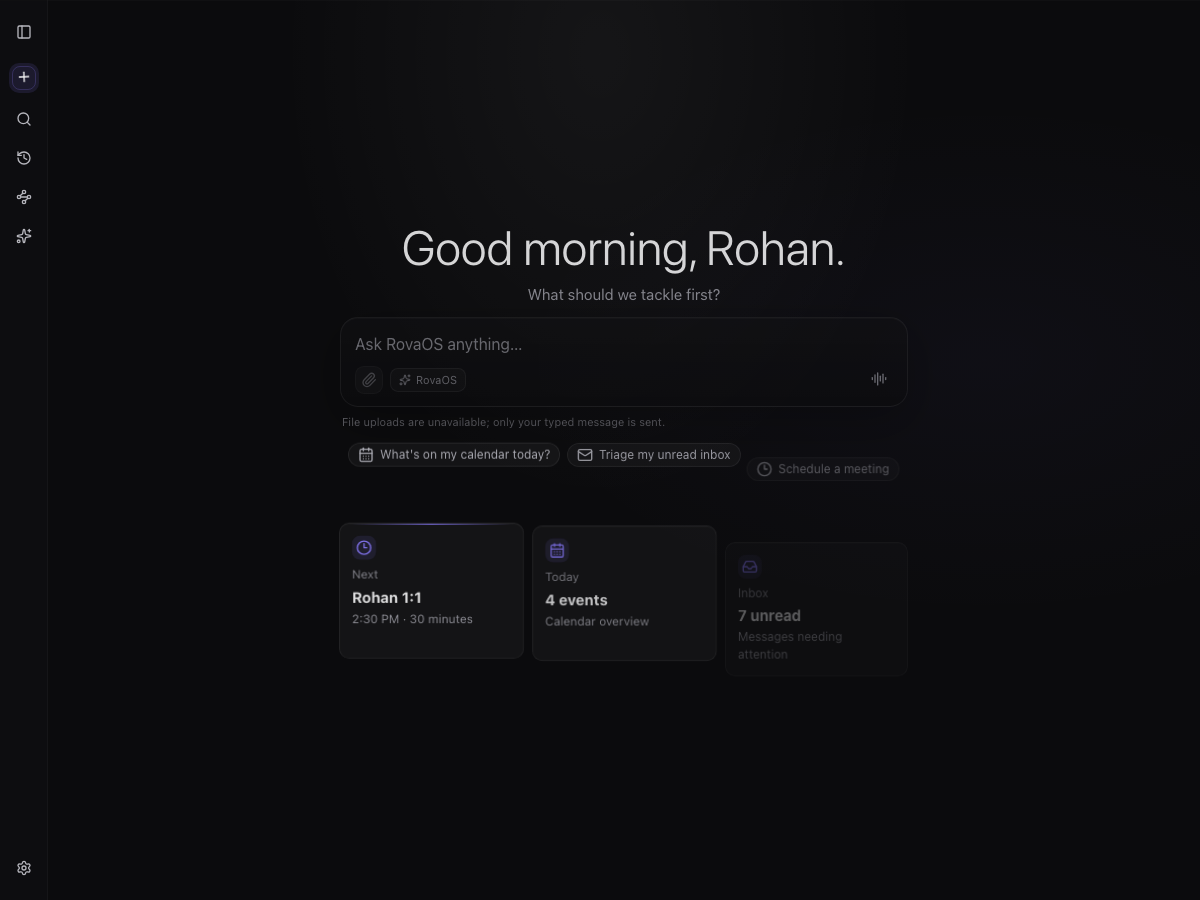 Good morning, Rohan.
What should we tackle first?
Ask RovaOS anything...
RovaOS
File uploads are unavailable; only your typed message is sent.
What's on my calendar today?
Triage my unread inbox
Schedule a meeting
Next
Rohan 1:1
2:30 PM · 30 minutes
Today
4 events
Calendar overview
Inbox
7 unread
Messages needing
attention